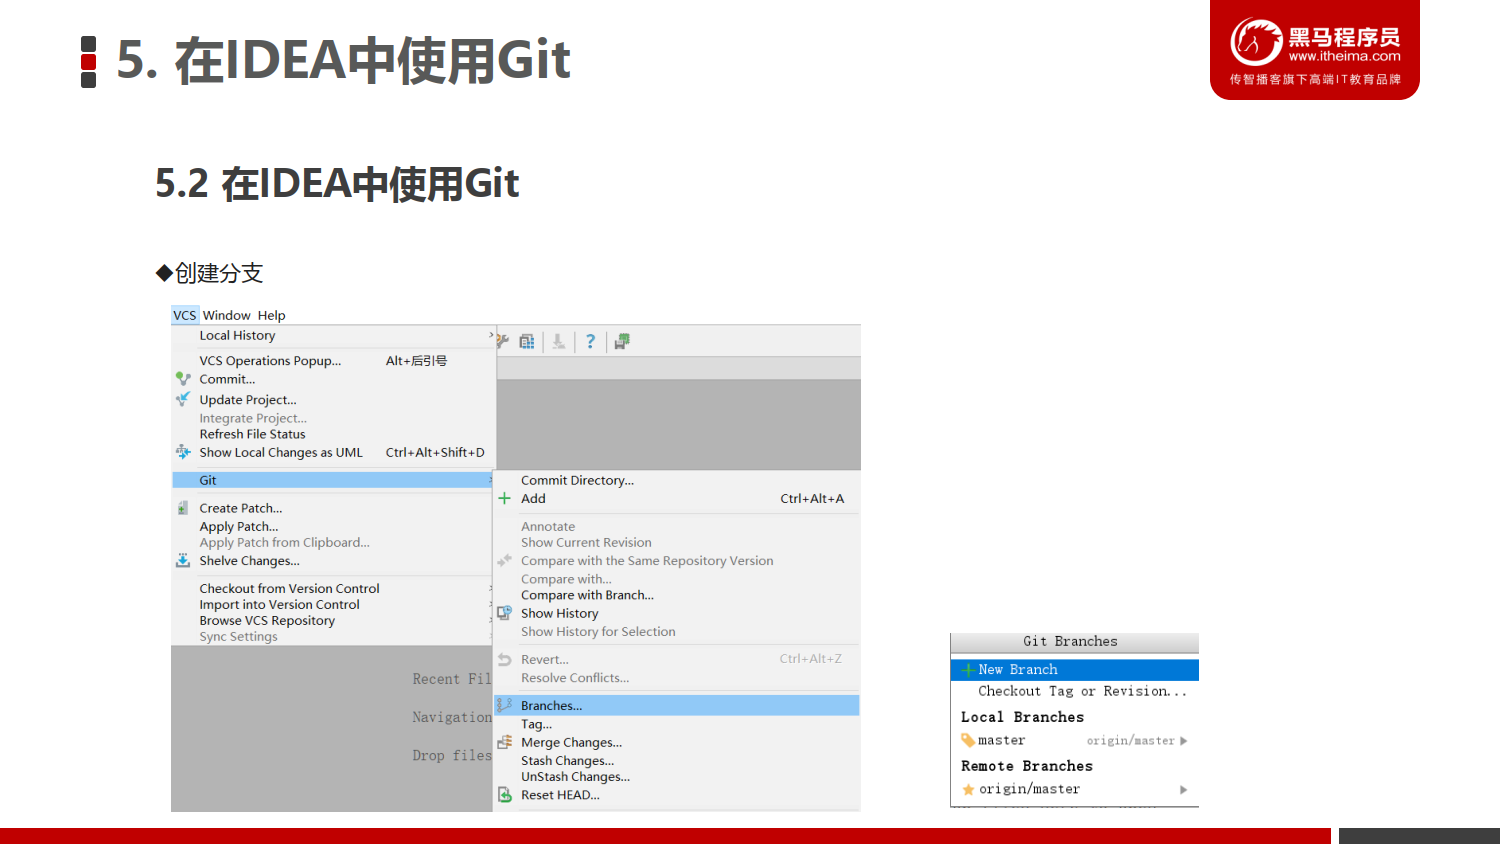 5. 在IDEA中使用Git
黑马程序员
www.itheima.com
传智播客旗下高端IT教育品牌
5.2 在IDEA中使用Git
◆创建分支
VCS Window Help
Local History
VCS Operations Popup... Alt+后引号
Commit...
Update Project...
Integrate Project...
Refresh File Status
Show Local Changes as UML Ctrl+Alt+Shift+D
Git
Create Patch...
Apply Patch...
Apply Patch from Clipboard...
Shelve Changes...
Checkout from Version Control
Import into Version Control
Browse VCS Repository
Sync Settings
Recent Fil
Navigation
Drop files
Commit Directory...
Add Ctrl+Alt+A
Annotate
Show Current Revision
Compare with the Same Repository Version
Compare with...
Compare with Branch...
Show History
Show History for Selection
Revert... Ctrl+Alt+Z
Resolve Conflicts...
Branches...
Tag...
Merge Changes...
Stash Changes...
UnStash Changes...
Reset HEAD...
Git Branches
New Branch
Checkout Tag or Revision...
Local Branches
master origin/master
Remote Branches
origin/master